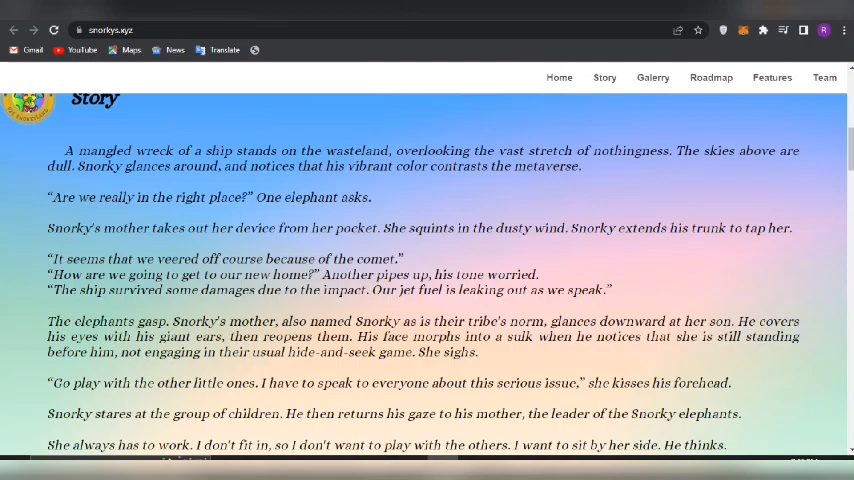 snorkys.xyz
R
Gmail YouTube Maps News Translate
Home Story Galerry Roadmap Features Team
Story
A mangled wreck of a ship stands on the wasteland, overlooking the vast stretch of nothingness. The skies above are
dull. Snorky glances around, and notices that his vibrant color contrasts the metaverse.
“Are we really in the right place?” One elephant asks.
Snorky's mother takes out her device from her pocket. She squints in the dusty wind. Snorky extends his trunk to tap her.
“It seems that we veered off course because of the comet.”
“How are we going to get to our new home?” Another pipes up, his tone worried.
“The ship survived some damages due to the impact. Our jet fuel is leaking out as we speak.”
The elephants gasp. Snorky's mother, also named Snorky as is their tribe's norm, glances downward at her son. He covers
his eyes with his giant ears, then reopens them. His face morphs into a sulk when he notices that she is still standing
before him, not engaging in their usual hide-and-seek game. She sighs.
“Go play with the other little ones. I have to speak to everyone about this serious issue,” she kisses his forehead.
Snorky stares at the group of children. He then returns his gaze to his mother, the leader of the Snorky elephants.
She always has to work. I don't fit in, so I don't want to play with the others. I want to sit by her side. He thinks.